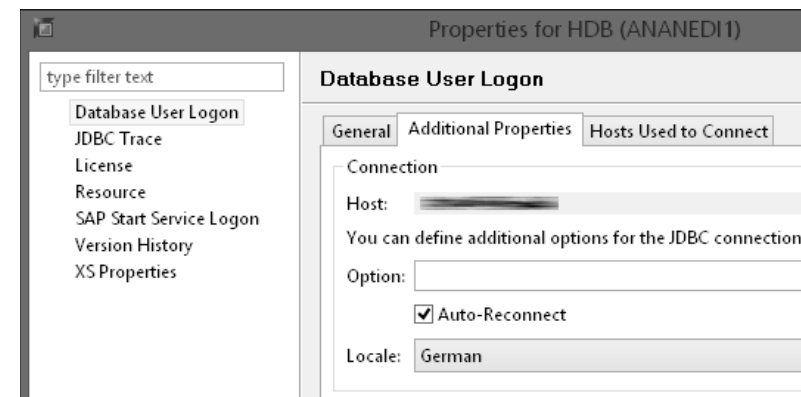 Properties for HDB (ANANEDI1)
type filter text
Database User Logon
JDBC Trace
License
Resource
SAP Start Service Logon
Version History
XS Properties
Database User Logon
General Additional Properties Hosts Used to Connect
Connection
Host:
You can define additional options for the JDBC connection
Option:
Auto-Reconnect
Locale: German